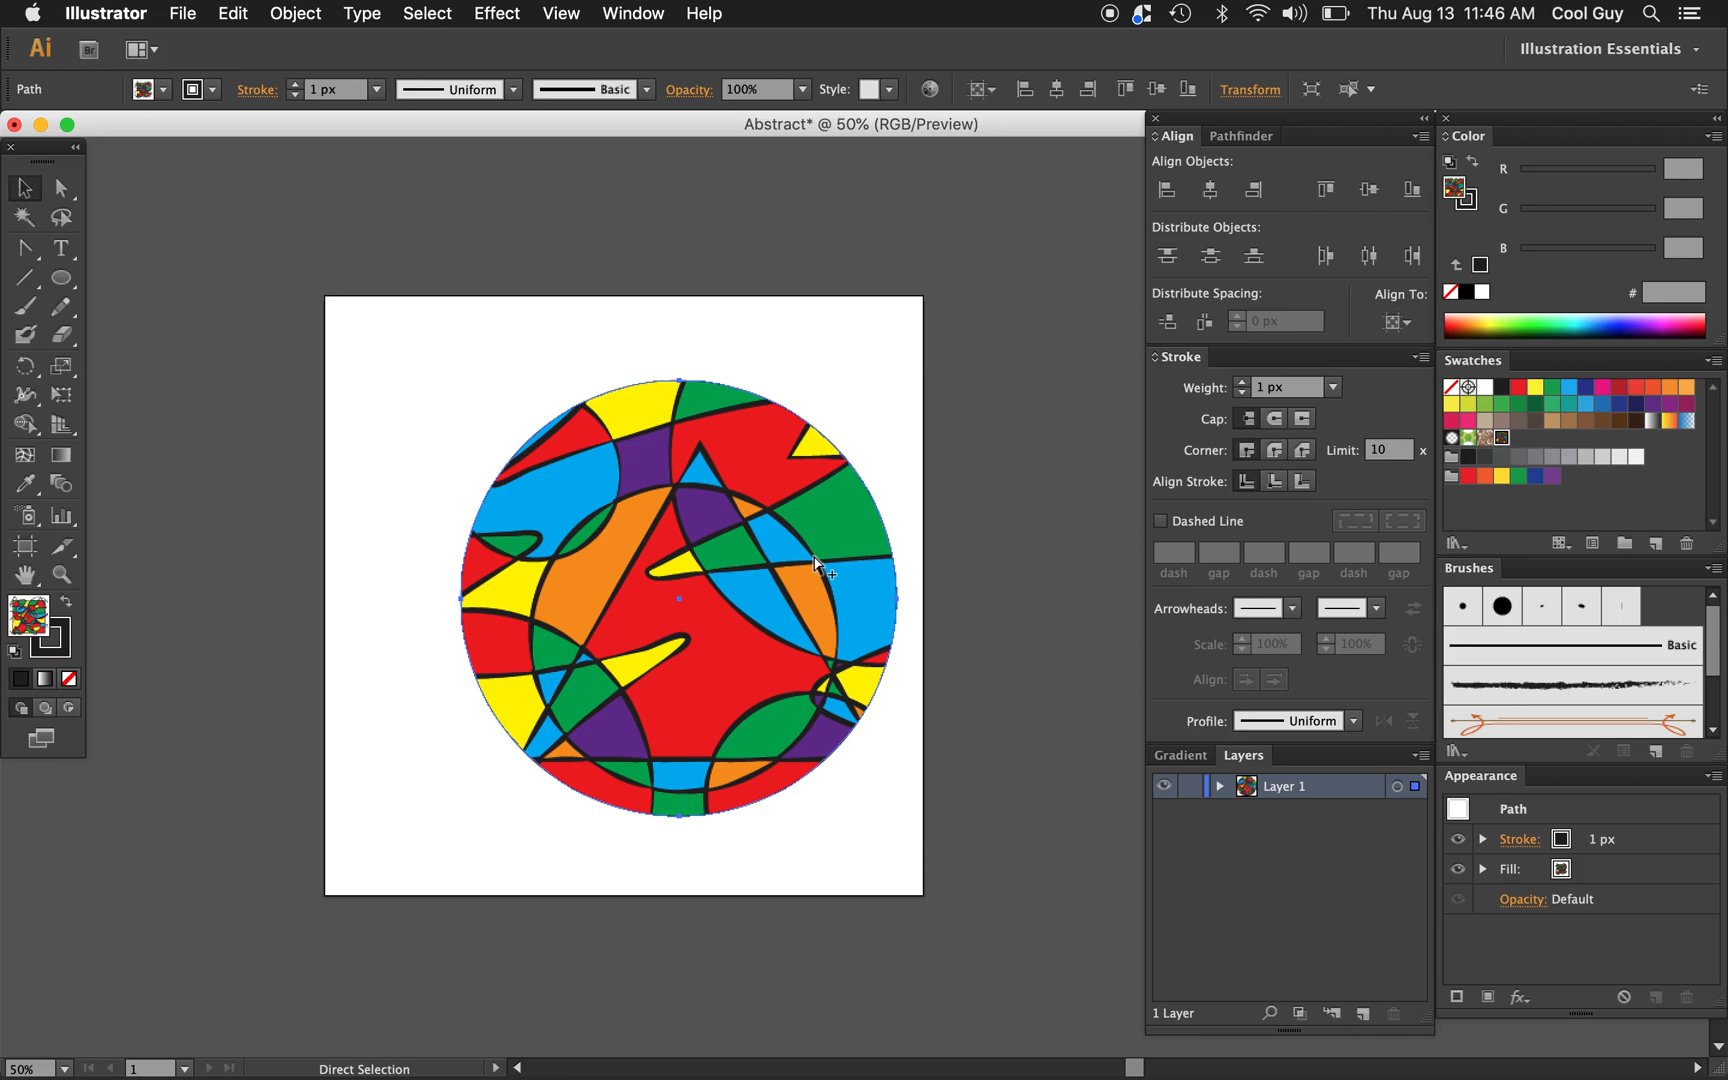 Illustrator File Edit Object Type Select Effect View Window Help Thu Aug 13 11:46 AM Cool Guy
Ai Br Illustration Essentials
Path Stroke: 1 px Uniform Basic Opacity: 100% Style: Transform
Abstract* @ 50% (RGB/Preview)
Align Pathfinder
Align Objects:
Distribute Objects:
Distribute Spacing: Align To:
0 px
Stroke
Weight: 1 px
Cap:
Corner: Limit: 10 x
Align Stroke:
Dashed Line
dash gap dash gap dash gap
Arrowheads:
Scale: 100% 100%
Align:
Profile: Uniform
Gradient Layers
Layer 1
1 Layer
Color
R
G
B
#
Swatches
Brushes
Basic
Appearance
Path
Stroke: 1 px
Fill:
Opacity: Default
fx
T
50% 1 Direct Selection